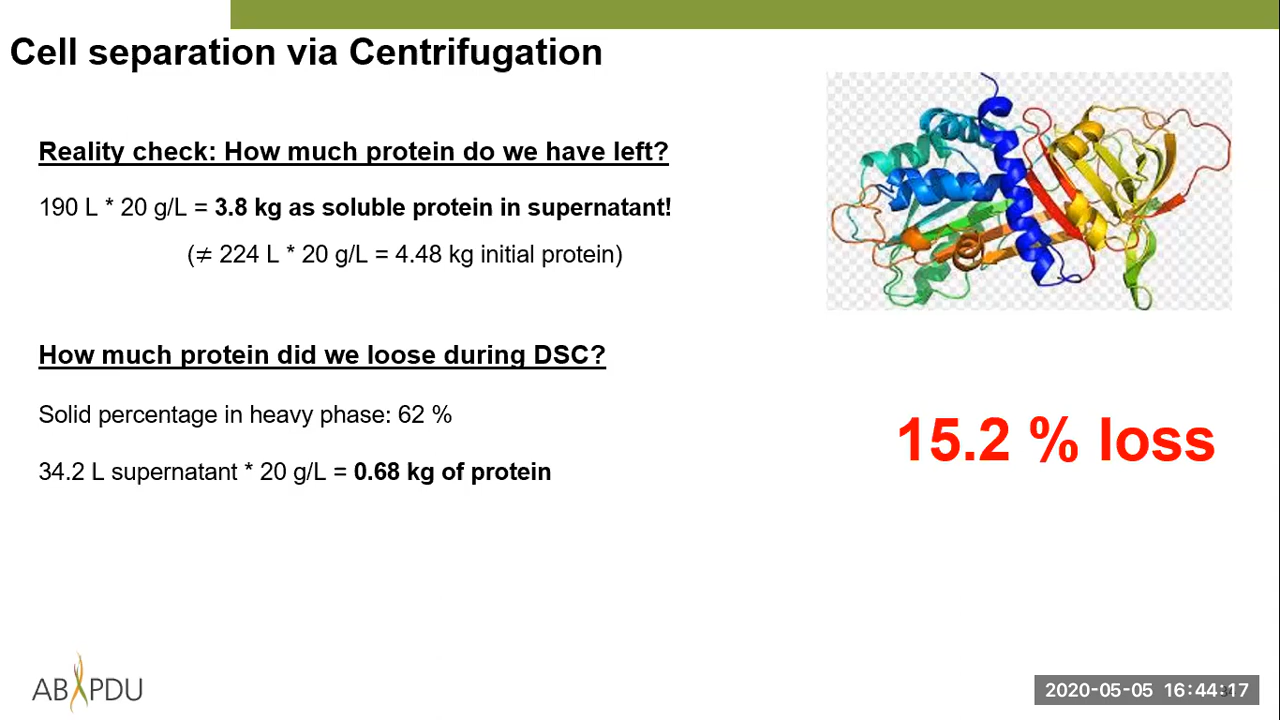 Cell separation via Centrifugation
Reality check: How much protein do we have left?
190 L * 20 g/L = 3.8 kg as soluble protein in supernatant!
(≠ 224 L * 20 g/L = 4.48 kg initial protein)
How much protein did we loose during DSC?
Solid percentage in heavy phase: 62 %
15.2 % loss
34.2 L supernatant * 20 g/L = 0.68 kg of protein
AB PDU
2020-05-05 16:44:17